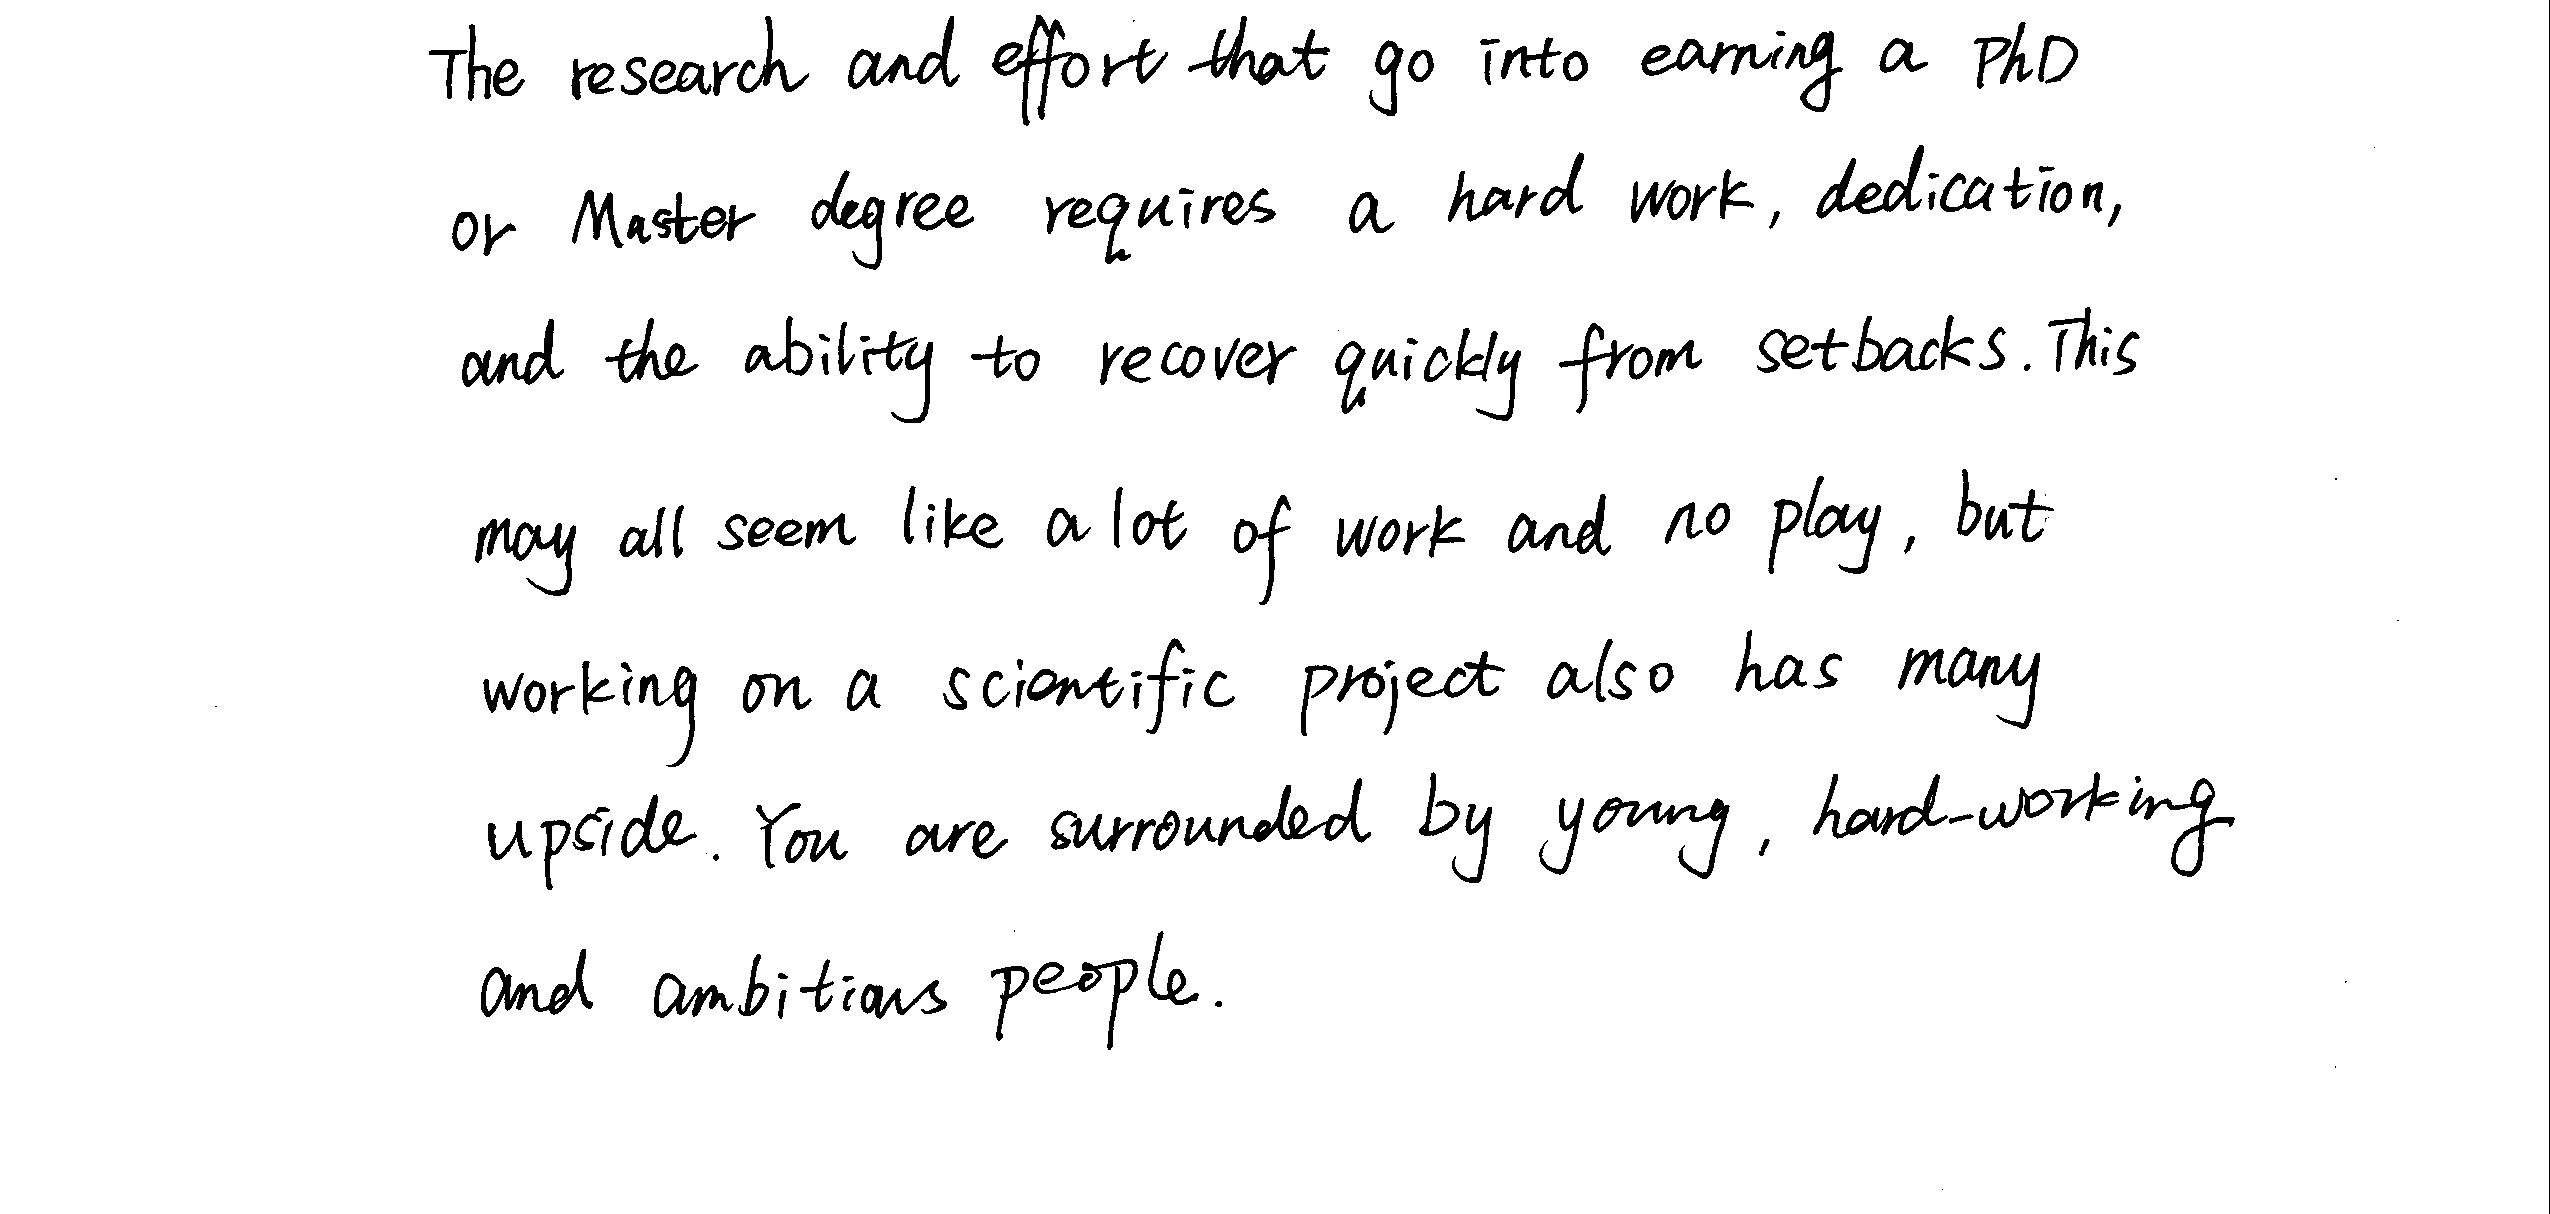 The research and effort that go into earning a PhD
or Master degree requires a hard work, dedication,
and the ability to recover quickly from setbacks. This
may all seem like a lot of work and no play, but
working on a scientific project also has many
upside. You are surrounded by young, hard-working
and ambitious people.